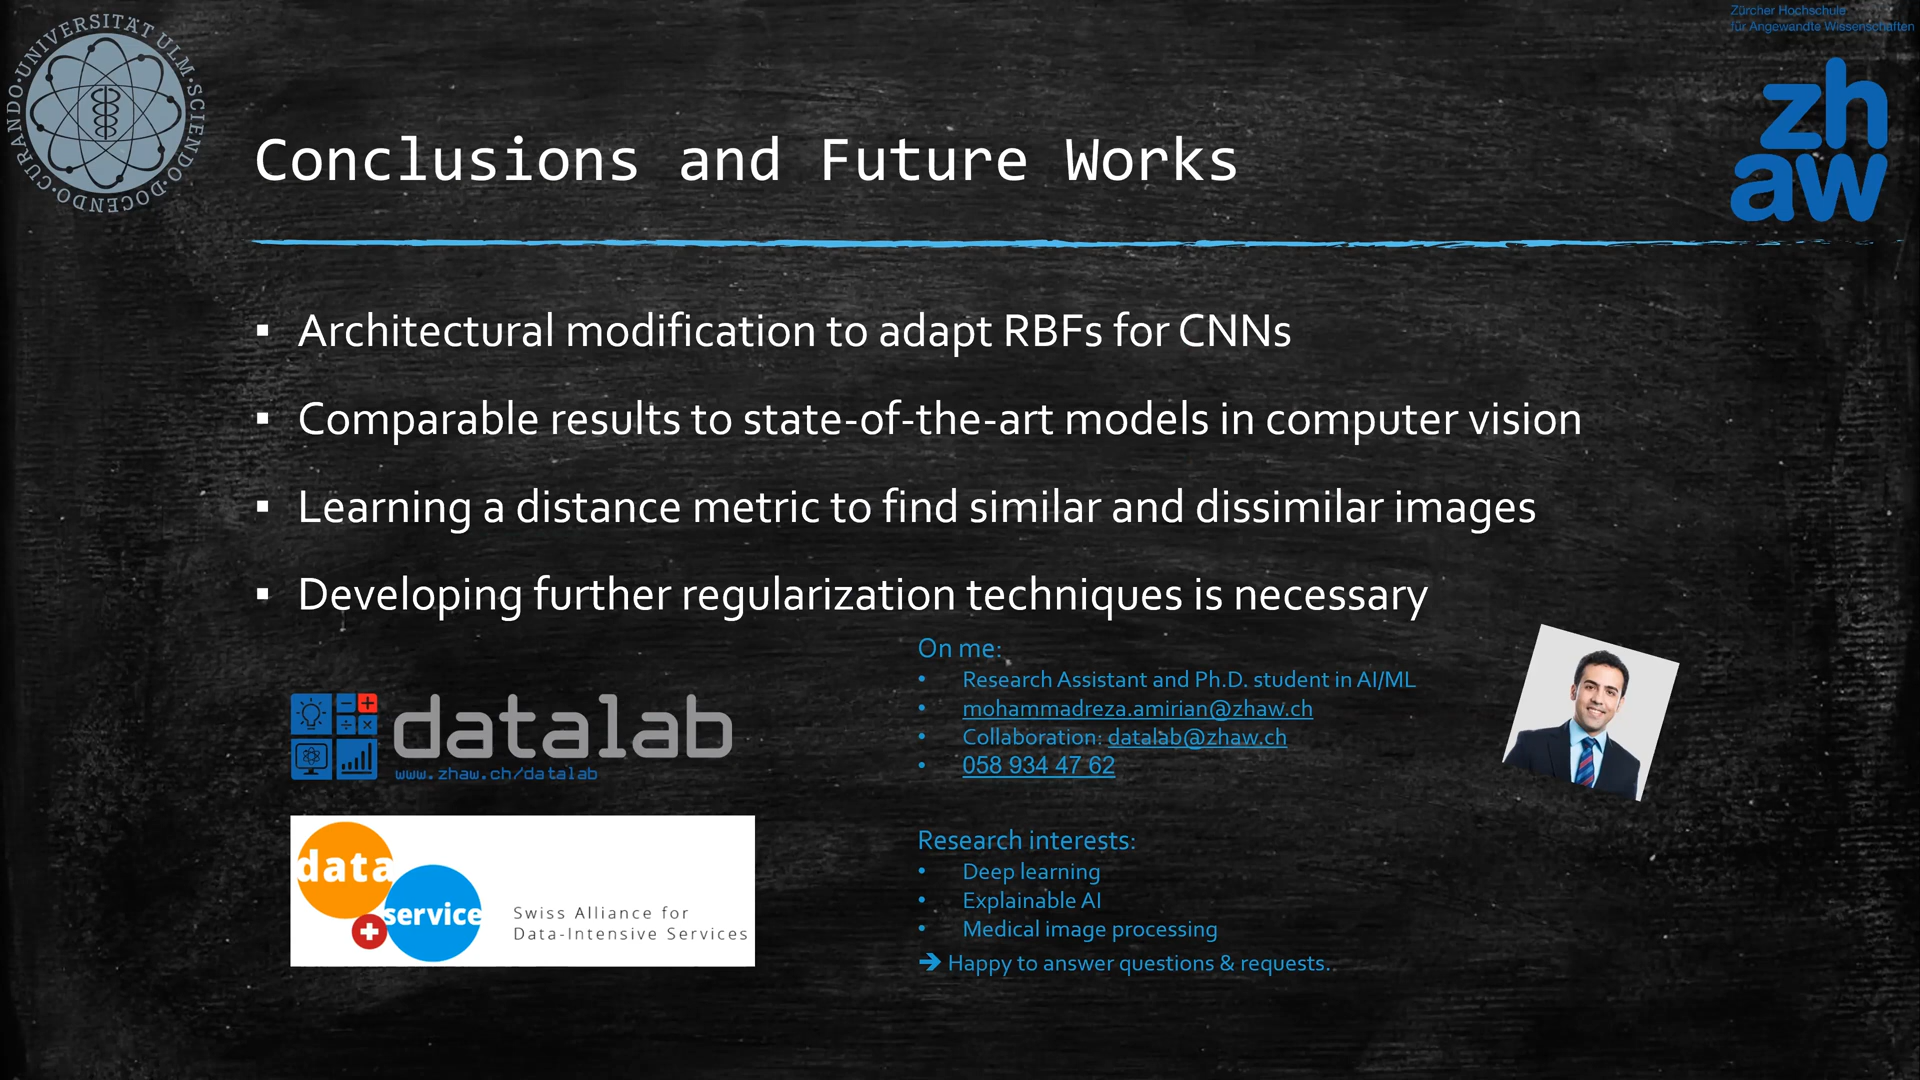 Zürcher Hochschule
für Angewandte Wissenschaften
UNIVERSITÄT ULM · SCIENDO · DOCENDO · CURANDO ·
zh
aw
Conclusions and Future Works
▪ Architectural modification to adapt RBFs for CNNs
▪ Comparable results to state-of-the-art models in computer vision
▪ Learning a distance metric to find similar and dissimilar images
▪ Developing further regularization techniques is necessary
datalab
www.zhaw.ch/datalab
data
service
Swiss Alliance for
Data-Intensive Services
On me:
• Research Assistant and Ph.D. student in AI/ML
• mohammadreza.amirian@zhaw.ch
• Collaboration: datalab@zhaw.ch
• 058 934 47 62
Research interests:
• Deep learning
• Explainable AI
• Medical image processing
➔ Happy to answer questions & requests..